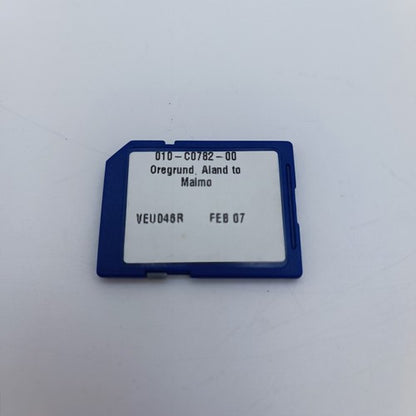 010-C0782-00
Oregrund, Aland to
Malmo
VEU046R FEB 07